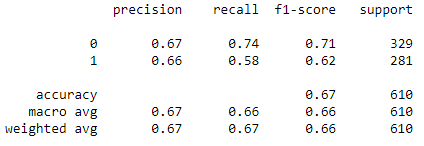 precision recall f1-score support
0 0.67 0.74 0.71 329
1 0.66 0.58 0.62 281
accuracy 0.67 610
macro avg 0.67 0.66 0.66 610
weighted avg 0.67 0.67 0.66 610